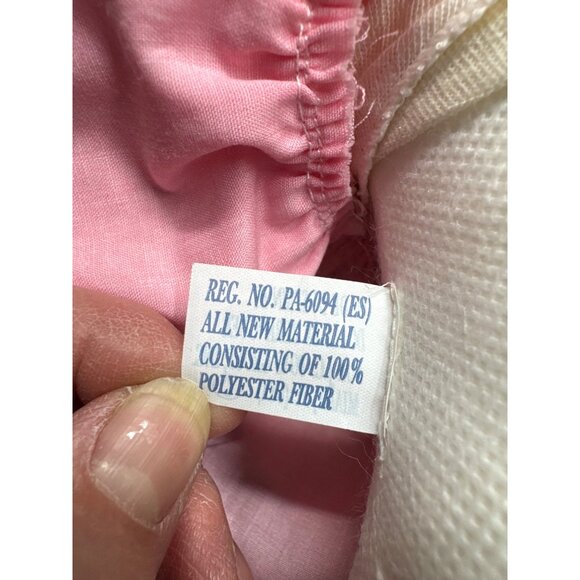 REG. NO. PA-6094 (ES)
ALL NEW MATERIAL
CONSISTING OF 100%
POLYESTER FIBER